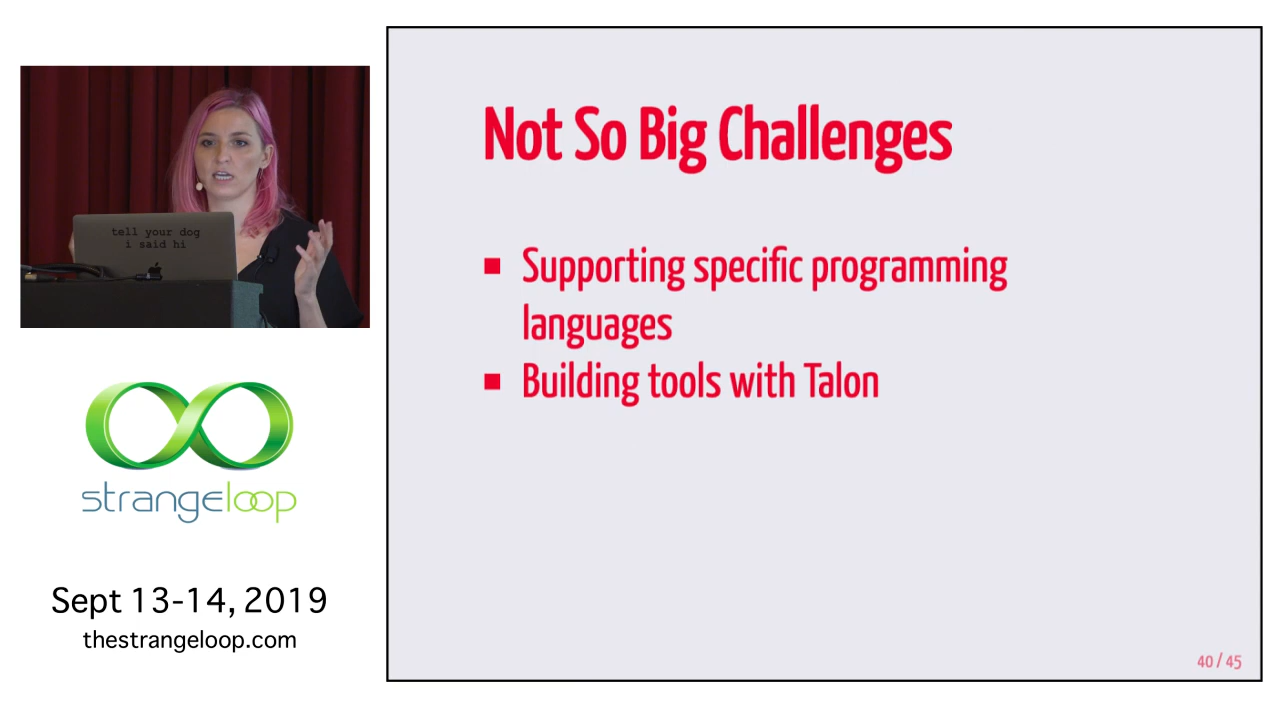 tell your dog
i said hi
strangeloop
Sept 13-14, 2019
thestrangeloop.com
Not So Big Challenges
Supporting specific programming
languages
Building tools with Talon
40 / 45